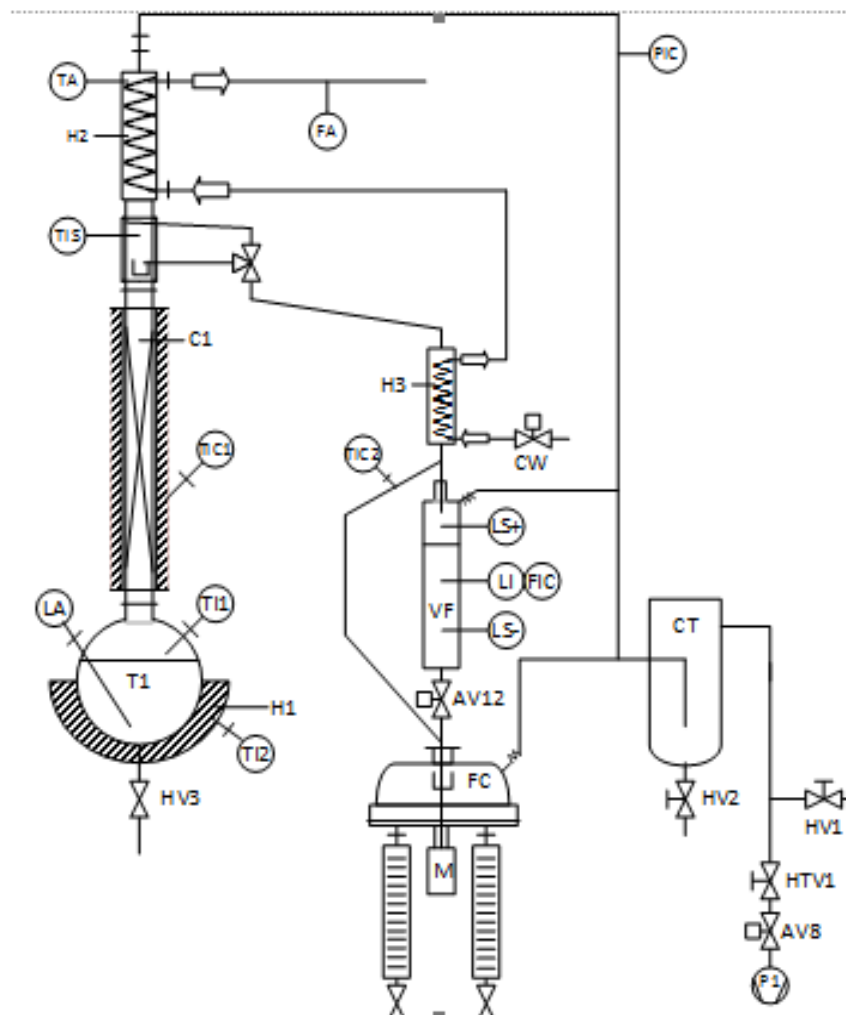 PIC
TA
FA
H2
TIS
C1
H3
TIC1
TIC2
CW
LS+
LI
FIC
VF
LS-
LA
TI1
T1
CT
AV12
H1
TI2
FC
HV3
HV2
HV1
M
HTV1
AV8
P1